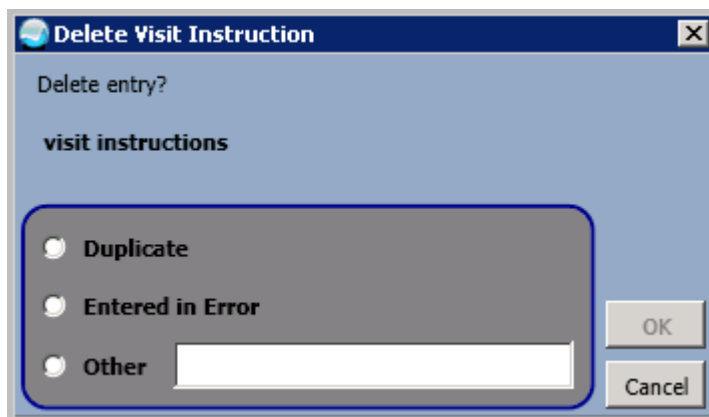 Delete Visit Instruction
Delete entry?
visit instructions
Duplicate
Entered in Error
Other
OK
Cancel